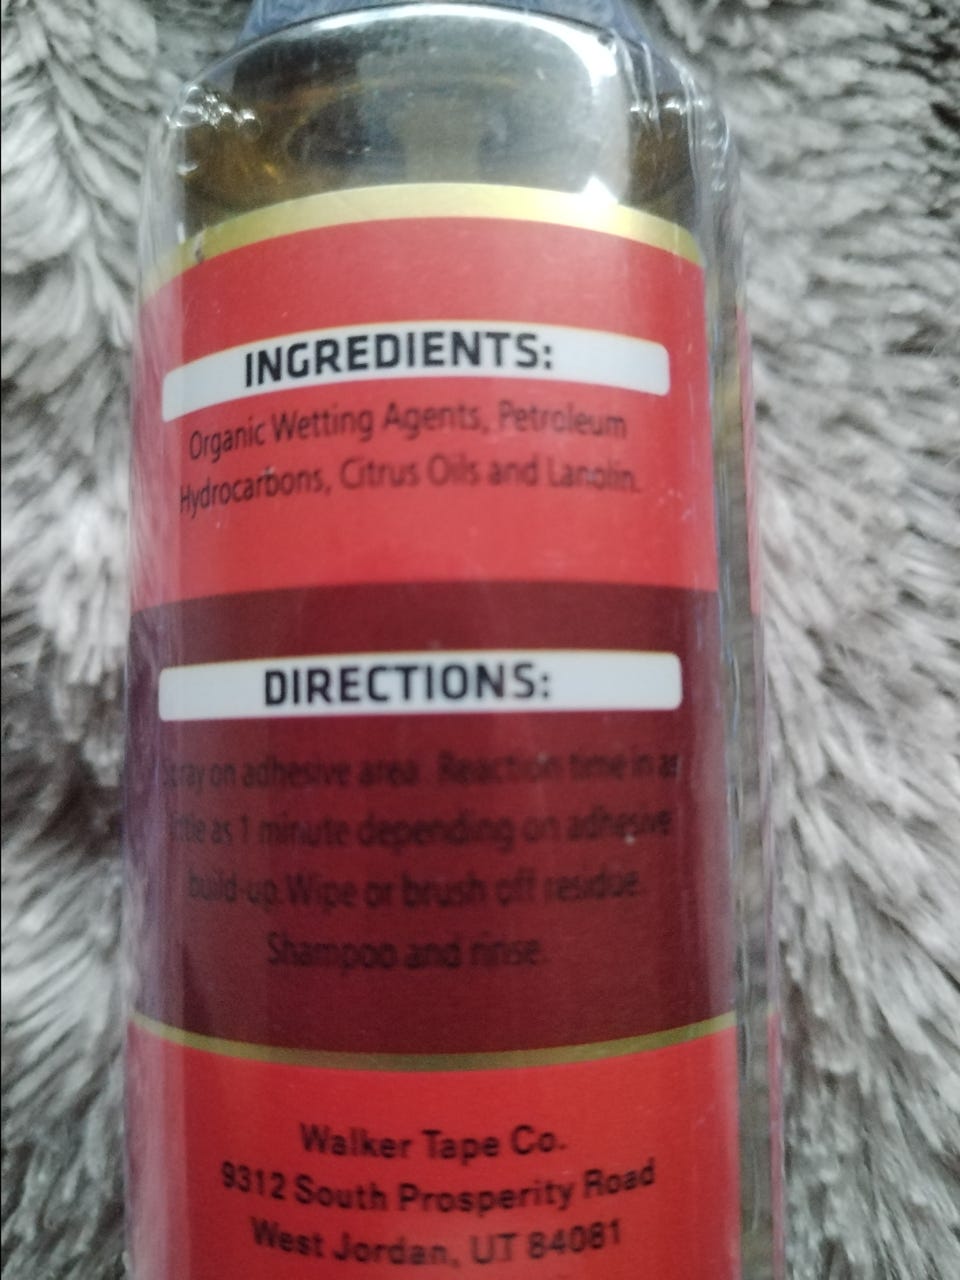 INGREDIENTS:
Organic Wetting Agents, Petroleum
Hydrocarbons, Citrus Oils and Lanolin.
DIRECTIONS:
Spray on adhesive area. Reaction time in as
little as 1 minute depending on adhesive
build-up. Wipe or brush off residue.
Shampoo and rinse.
Walker Tape Co.
9312 South Prosperity Road
West Jordan, UT 84081